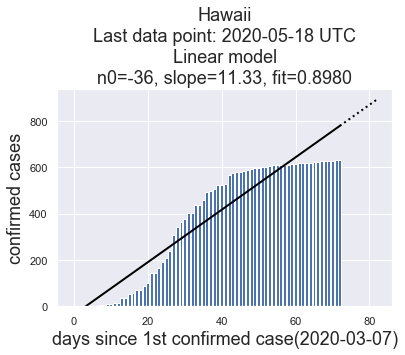 Hawaii
Last data point: 2020-05-18 UTC
Linear model
n0=-36, slope=11.33, fit=0.8980
confirmed cases
800
600
400
200
0
0 20 40 60 80
days since 1st confirmed case(2020-03-07)